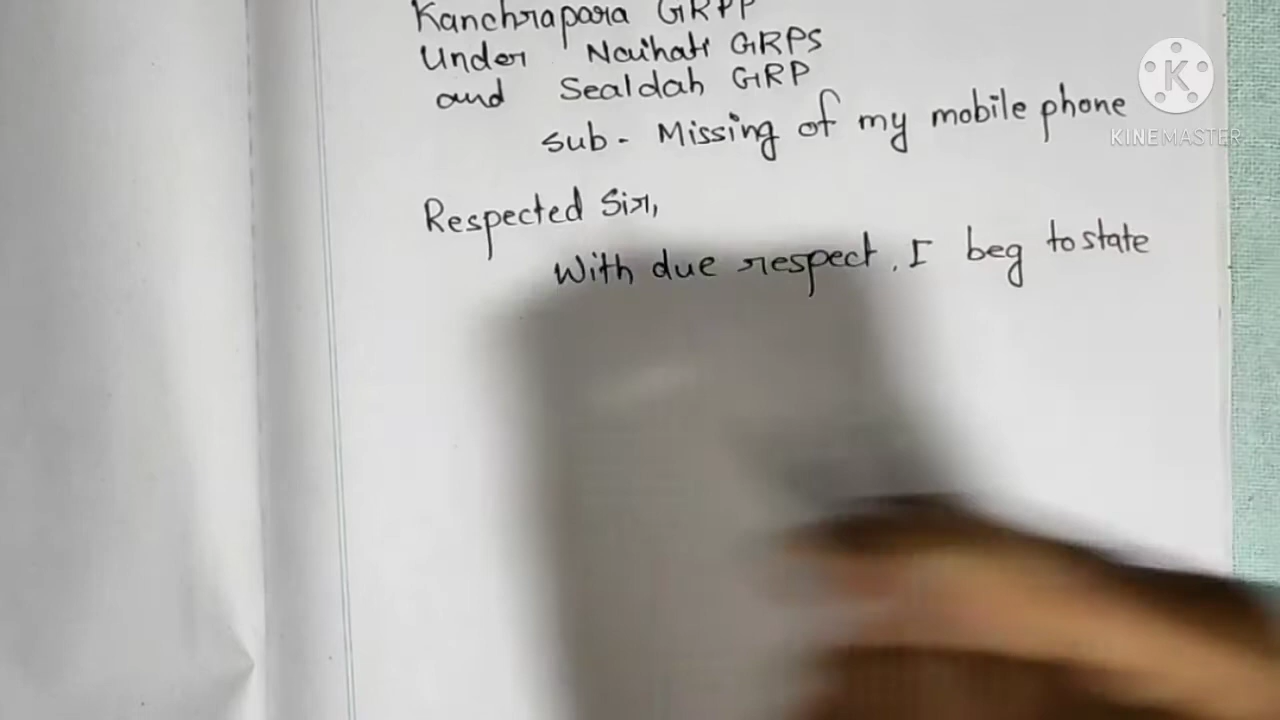 Kanchrapara GRPP
Under Naihati GRPS
and Sealdah GRP
Sub - Missing of my mobile phone
Respected Sir,
With due respect, I beg to state
K
KINEMASTER